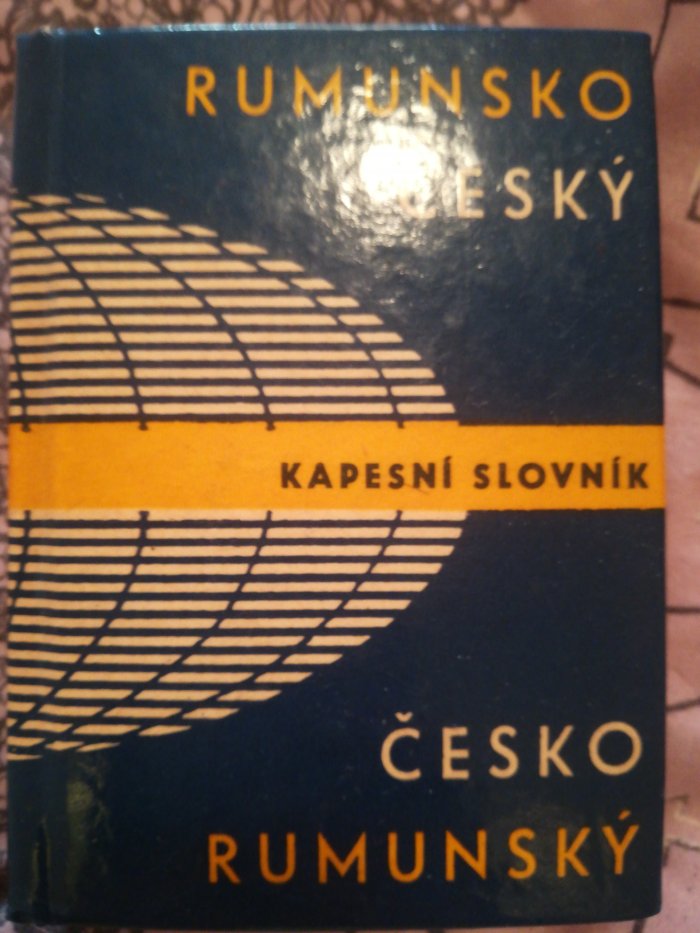 RUMUNSKO
ČESKÝ
KAPESNÍ SLOVNÍK
ČESKO
RUMUNSKÝ